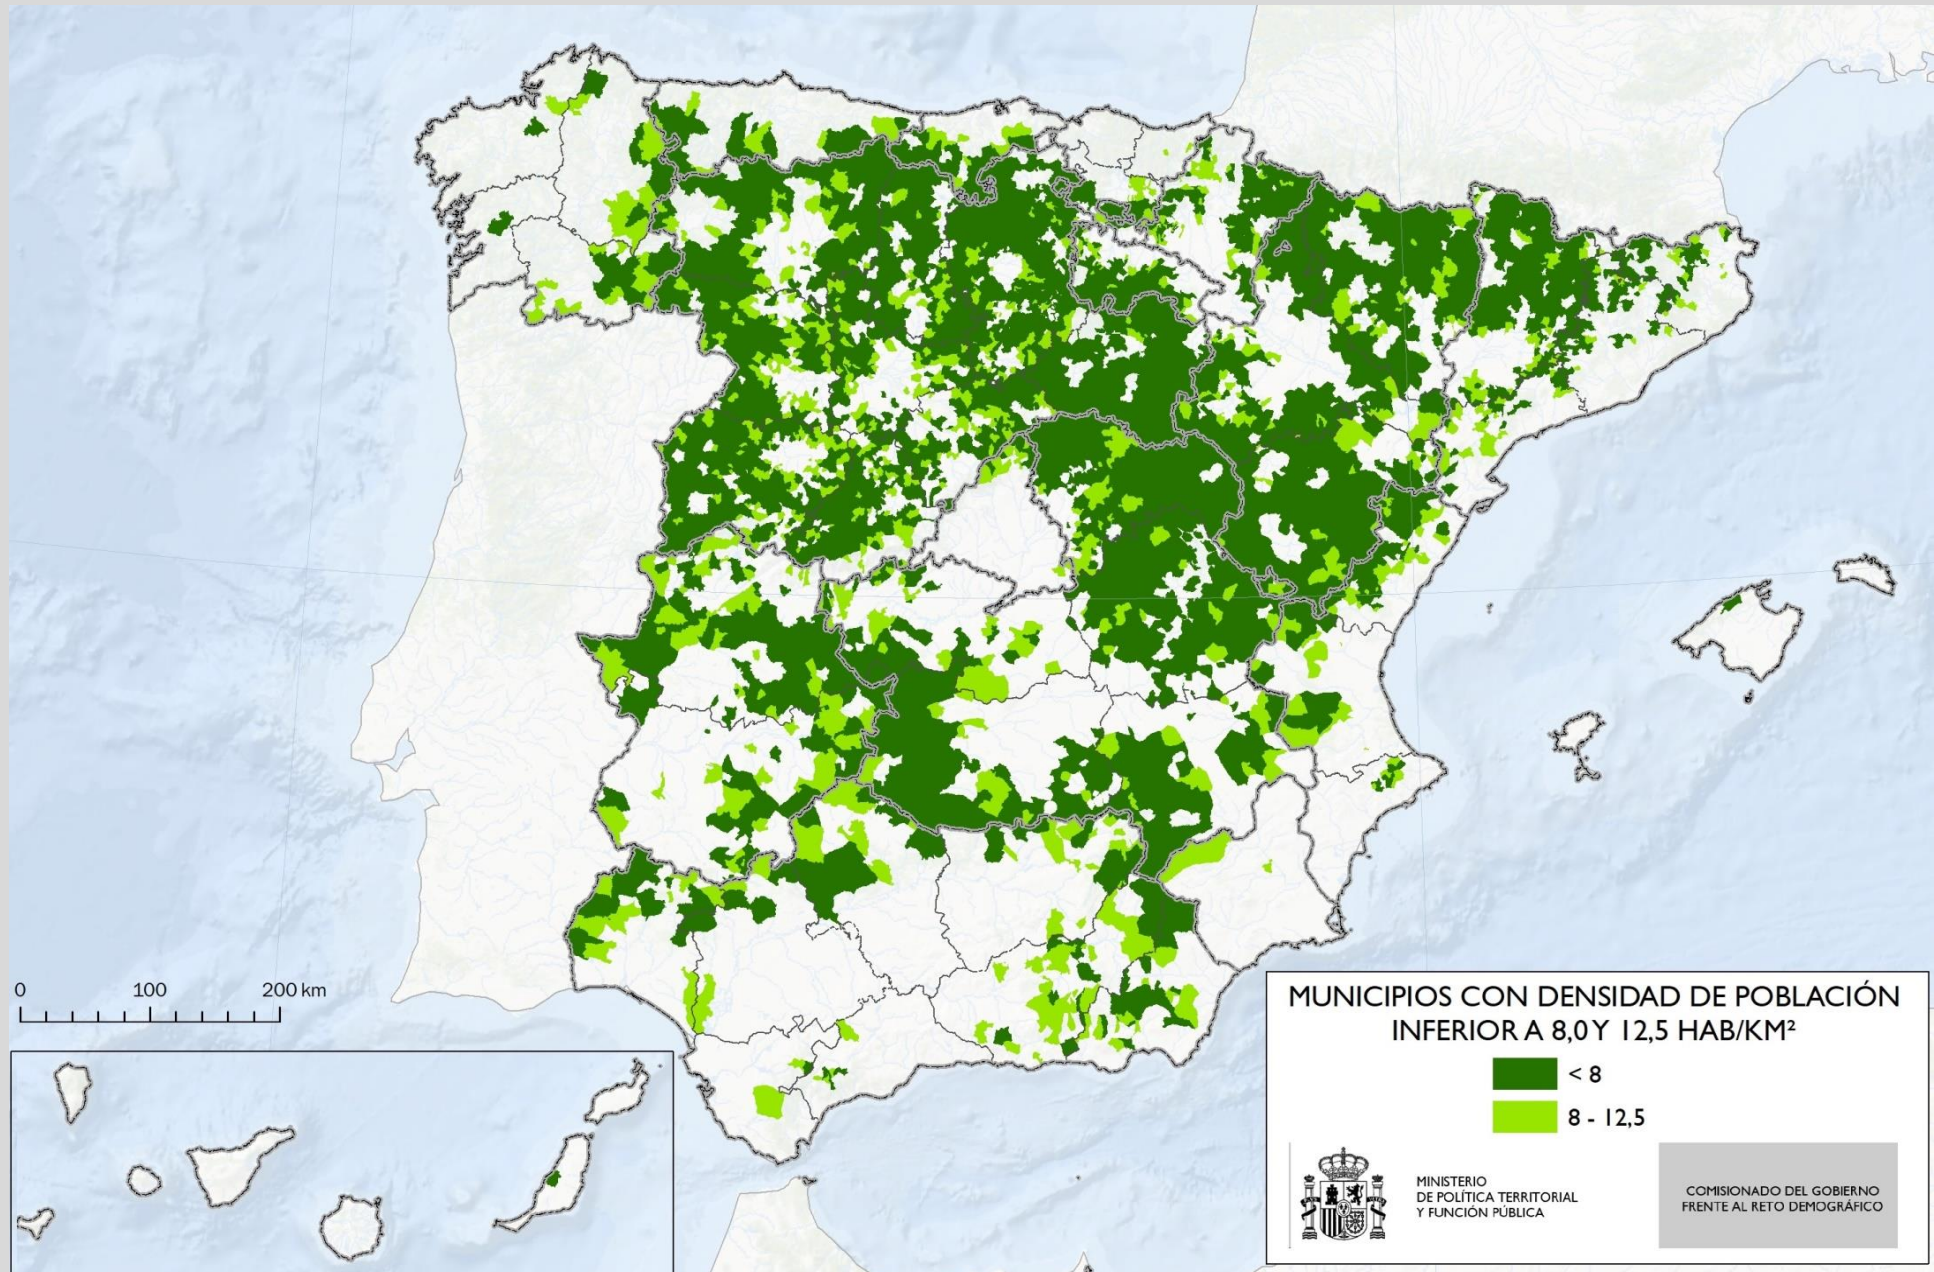 0 100 200 km
MUNICIPIOS CON DENSIDAD DE POBLACIÓN
INFERIOR A 8,0 Y 12,5 HAB/KM²
< 8
8 - 12,5
MINISTERIO
DE POLÍTICA TERRITORIAL
Y FUNCIÓN PÚBLICA
COMISIONADO DEL GOBIERNO
FRENTE AL RETO DEMOGRÁFICO